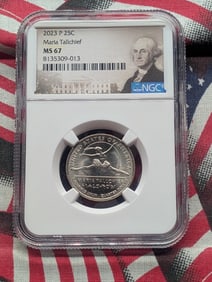 2023 P 25C
Maria Tallchief
MS 67
8135309-013
NGC